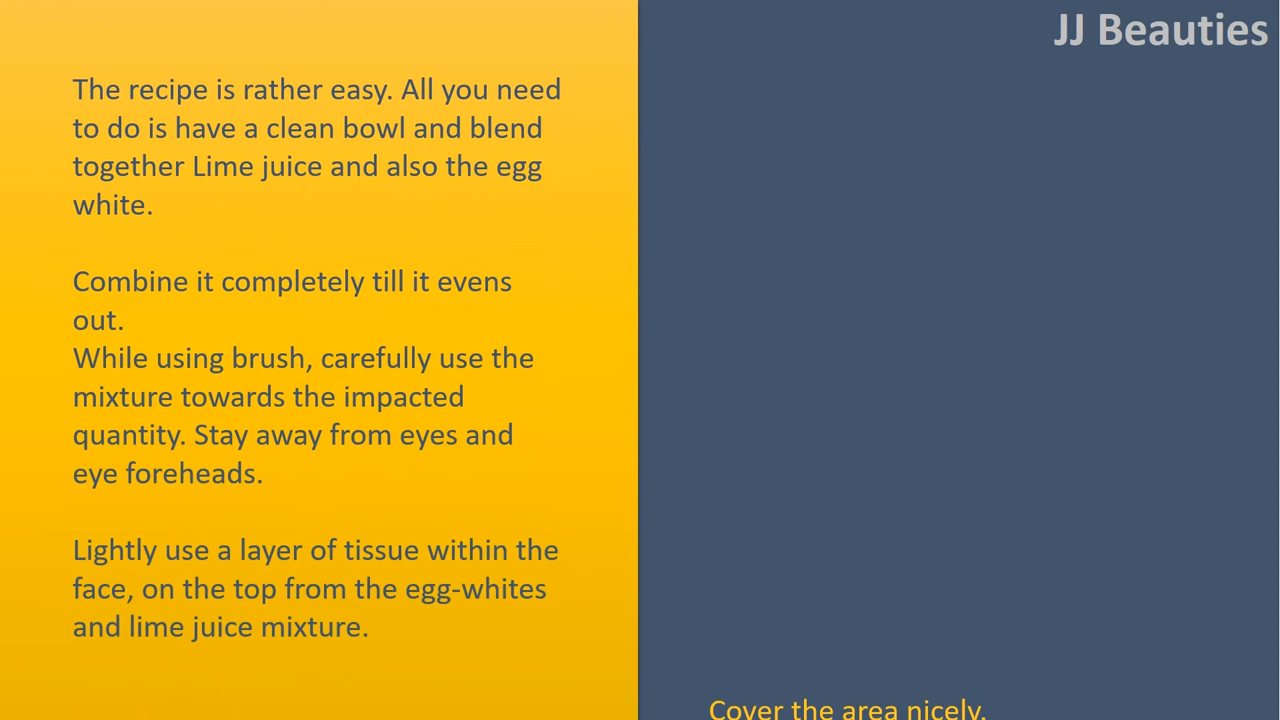 JJ Beauties
The recipe is rather easy. All you need
to do is have a clean bowl and blend
together Lime juice and also the egg
white.
Combine it completely till it evens
out.
While using brush, carefully use the
mixture towards the impacted
quantity. Stay away from eyes and
eye foreheads.
Lightly use a layer of tissue within the
face, on the top from the egg-whites
and lime juice mixture.
Cover the area nicely.